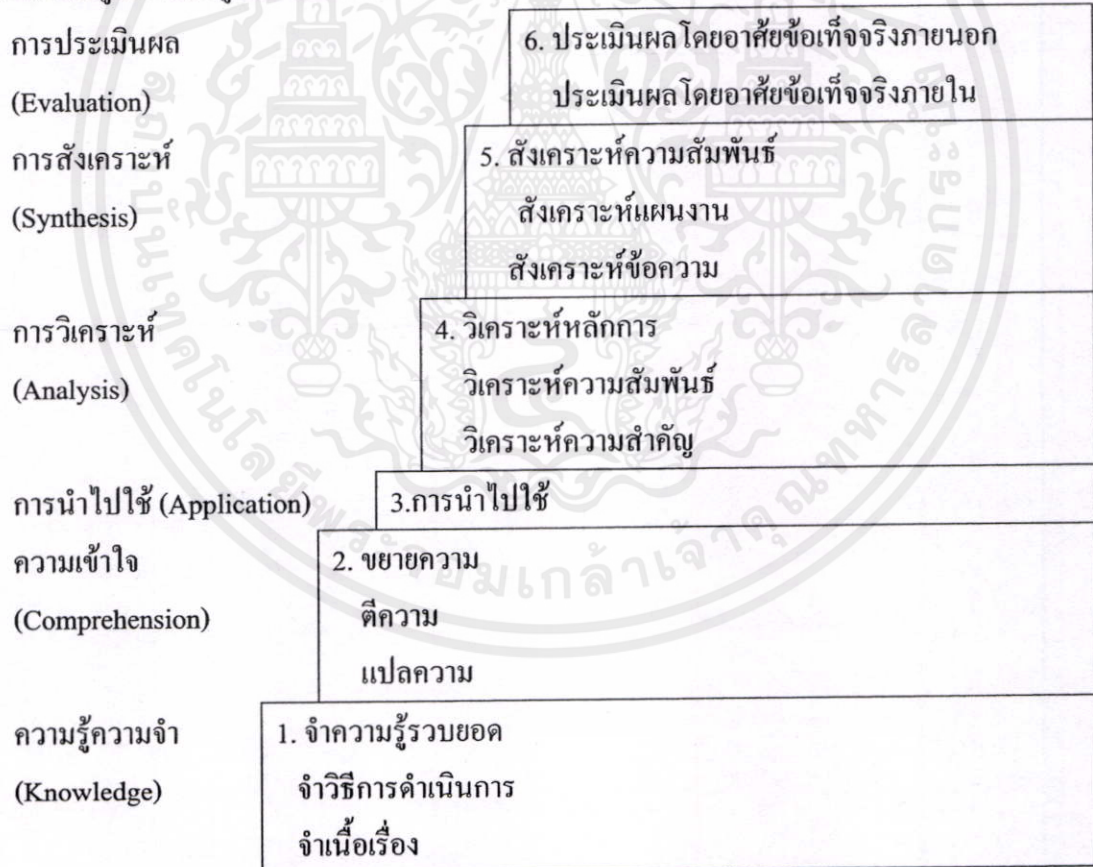 การประเมินผล
(Evaluation)
6. ประเมินผลโดยอาศัยข้อเท็จจริงภายนอก
ประเมินผลโดยอาศัยข้อเท็จจริงภายใน
การสังเคราะห์
(Synthesis)
5. สังเคราะห์ความสัมพันธ์
สังเคราะห์แผนงาน
สังเคราะห์ข้อความ
การวิเคราะห์
(Analysis)
4. วิเคราะห์หลักการ
วิเคราะห์ความสัมพันธ์
วิเคราะห์ความสำคัญ
การนำไปใช้ (Application)
3.การนำไปใช้
ความเข้าใจ
(Comprehension)
2. ขยายความ
ตีความ
แปลความ
ความรู้ความจำ
(Knowledge)
1. จำความรู้รวบยอด
จำวิธีการดำเนินการ
จำเนื้อเรื่อง